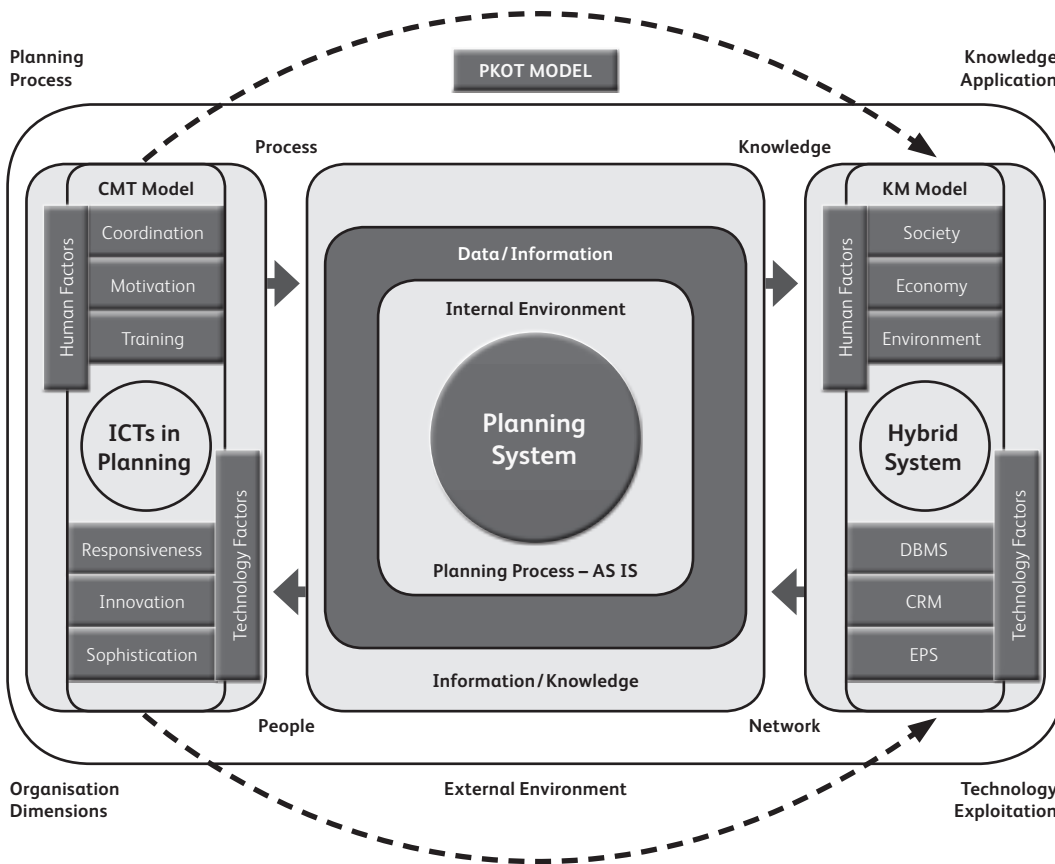 Planning
Process
PKOT MODEL
Knowledge
Application
Process
Knowledge
CMT Model
Human Factors
Coordination
Motivation
Training
ICTs in
Planning
Responsiveness
Innovation
Sophistication
Technology Factors
Data/Information
Internal Environment
Planning
System
Planning Process – AS IS
Information/Knowledge
KM Model
Human Factors
Society
Economy
Environment
Hybrid
System
DBMS
CRM
EPS
Technology Factors
People
Network
Organisation
Dimensions
External Environment
Technology
Exploitation